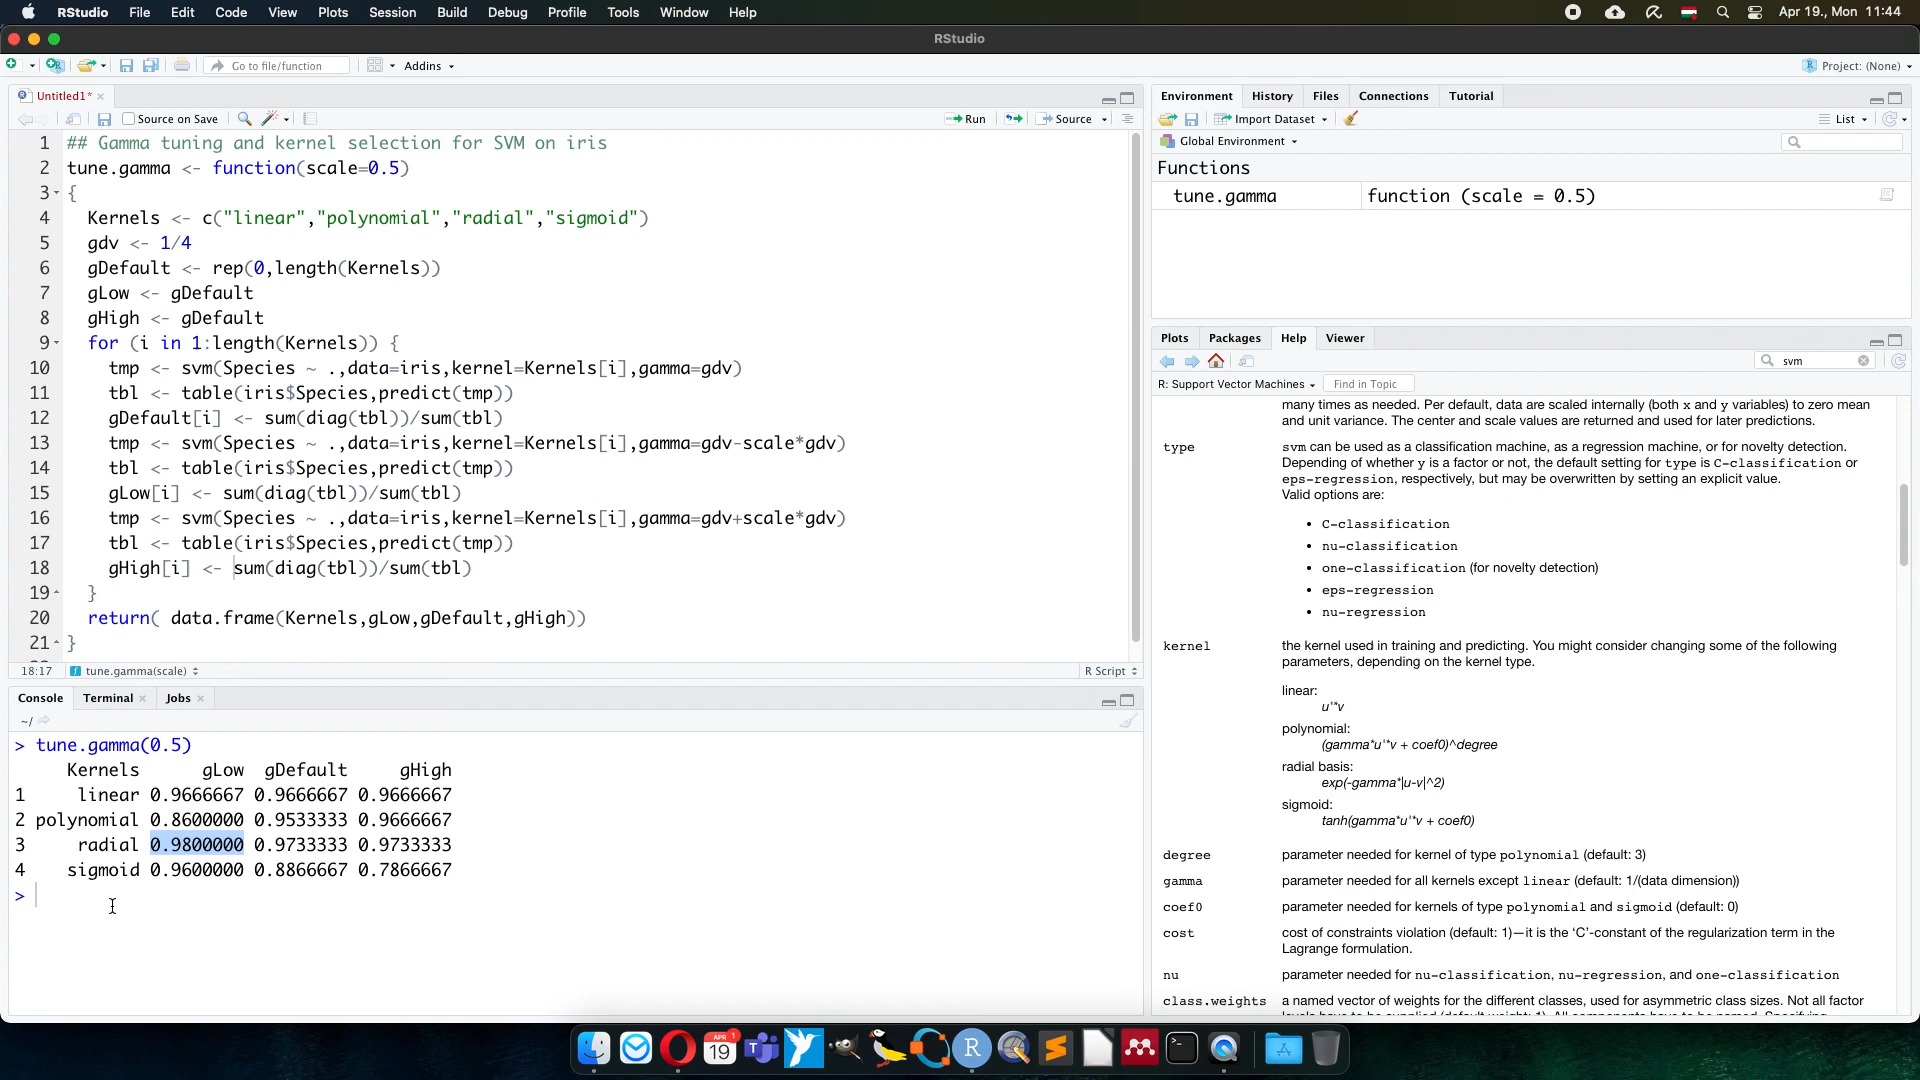 RStudio File Edit Code View Plots Session Build Debug Profile Tools Window Help Apr 19., Mon 11:44
RStudio
Go to file/function Addins Project: (None)
Untitled1*
Source on Save Run Source
1 ## Gamma tuning and kernel selection for SVM on iris
2 tune.gamma <- function(scale=0.5)
3 {
4 Kernels <- c("linear","polynomial","radial","sigmoid")
5 gdv <- 1/4
6 gDefault <- rep(0,length(Kernels))
7 gLow <- gDefault
8 gHigh <- gDefault
9 for (i in 1:length(Kernels)) {
10 tmp <- svm(Species ~ .,data=iris,kernel=Kernels[i],gamma=gdv)
11 tbl <- table(iris$Species,predict(tmp))
12 gDefault[i] <- sum(diag(tbl))/sum(tbl)
13 tmp <- svm(Species ~ .,data=iris,kernel=Kernels[i],gamma=gdv-scale*gdv)
14 tbl <- table(iris$Species,predict(tmp))
15 gLow[i] <- sum(diag(tbl))/sum(tbl)
16 tmp <- svm(Species ~ .,data=iris,kernel=Kernels[i],gamma=gdv+scale*gdv)
17 tbl <- table(iris$Species,predict(tmp))
18 gHigh[i] <- sum(diag(tbl))/sum(tbl)
19 }
20 return( data.frame(Kernels,gLow,gDefault,gHigh))
21 }
18:17 tune.gamma(scale) R Script
Console Terminal Jobs
~/
> tune.gamma(0.5)
Kernels gLow gDefault gHigh
1 linear 0.9666667 0.9666667 0.9666667
2 polynomial 0.8600000 0.9533333 0.9666667
3 radial 0.9800000 0.9733333 0.9733333
4 sigmoid 0.9600000 0.8866667 0.7866667
>
Environment History Files Connections Tutorial
Import Dataset List
Global Environment
Functions
tune.gamma function (scale = 0.5)
Plots Packages Help Viewer
svm
R: Support Vector Machines Find in Topic
many times as needed. Per default, data are scaled internally (both x and y variables) to zero mean
and unit variance. The center and scale values are returned and used for later predictions.
type svm can be used as a classification machine, as a regression machine, or for novelty detection.
Depending of whether y is a factor or not, the default setting for type is C-classification or
eps-regression, respectively, but may be overwritten by setting an explicit value.
Valid options are:
• C-classification
• nu-classification
• one-classification (for novelty detection)
• eps-regression
• nu-regression
kernel the kernel used in training and predicting. You might consider changing some of the following
parameters, depending on the kernel type.
linear:
u'*v
polynomial:
(gamma*u'*v + coef0)^degree
radial basis:
exp(-gamma*|u-v|^2)
sigmoid:
tanh(gamma*u'*v + coef0)
degree parameter needed for kernel of type polynomial (default: 3)
gamma parameter needed for all kernels except linear (default: 1/(data dimension))
coef0 parameter needed for kernels of type polynomial and sigmoid (default: 0)
cost cost of constraints violation (default: 1)—it is the ‘C’-constant of the regularization term in the
Lagrange formulation.
nu parameter needed for nu-classification, nu-regression, and one-classification
class.weights a named vector of weights for the different classes, used for asymmetric class sizes. Not all factor
APR 1
19
R